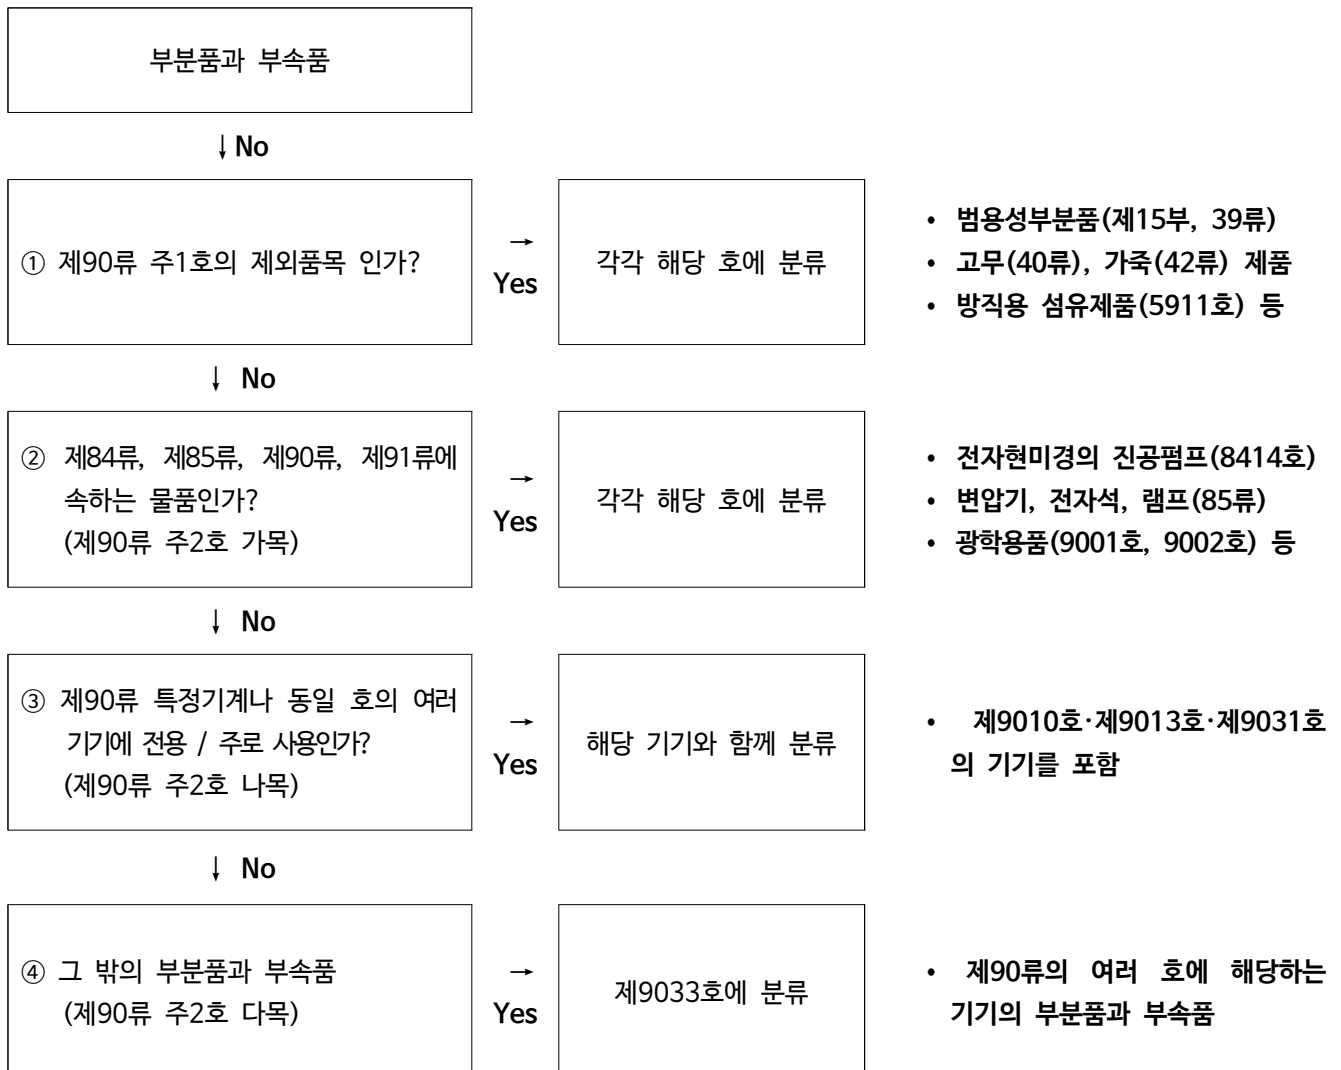 부분품과 부속품
↓ No
① 제90류 주1호의 제외품목 인가?
→
Yes
각각 해당 호에 분류
• 범용성부분품(제15부, 39류)
• 고무(40류), 가죽(42류) 제품
• 방직용 섬유제품(5911호) 등
↓ No
② 제84류, 제85류, 제90류, 제91류에
속하는 물품인가?
(제90류 주2호 가목)
→
Yes
각각 해당 호에 분류
• 전자현미경의 진공펌프(8414호)
• 변압기, 전자석, 램프(85류)
• 광학용품(9001호, 9002호) 등
↓ No
③ 제90류 특정기계나 동일 호의 여러
기기에 전용 / 주로 사용인가?
(제90류 주2호 나목)
→
Yes
해당 기기와 함께 분류
• 제9010호·제9013호·제9031호
의 기기를 포함
↓ No
④ 그 밖의 부분품과 부속품
(제90류 주2호 다목)
→
Yes
제9033호에 분류
• 제90류의 여러 호에 해당하는
기기의 부분품과 부속품